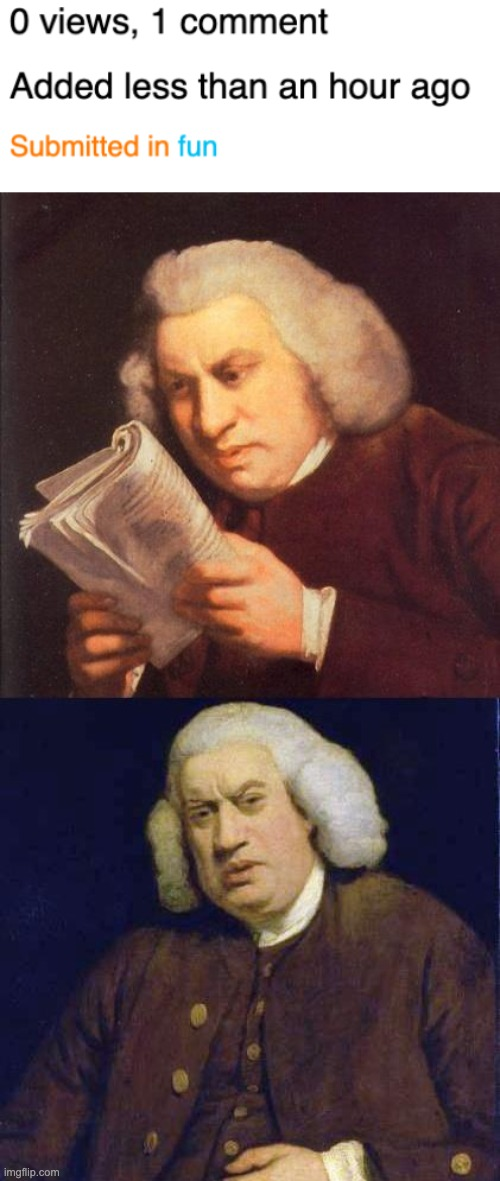 0 views, 1 comment
Added less than an hour ago
Submitted in fun
imgflip.com